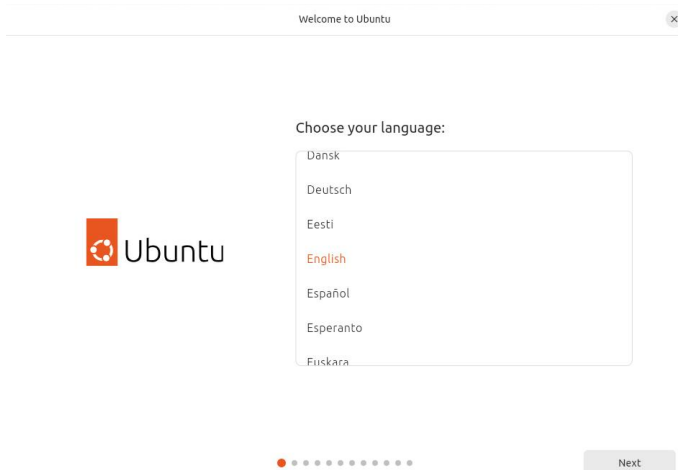 Welcome to Ubuntu
Choose your language:
Dansk
Deutsch
Eesti
English
Español
Esperanto
Euskara
Ubuntu
Next